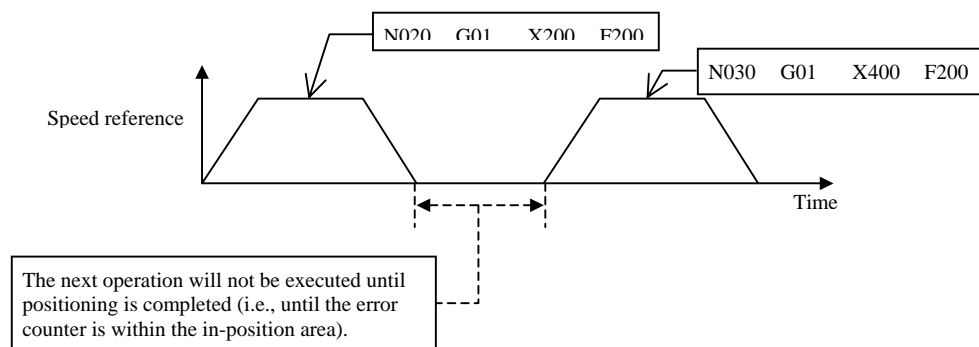 N020 G01 X200 F200
N030 G01 X400 F200
Speed reference
Time
The next operation will not be executed until
positioning is completed (i.e., until the error
counter is within the in-position area).